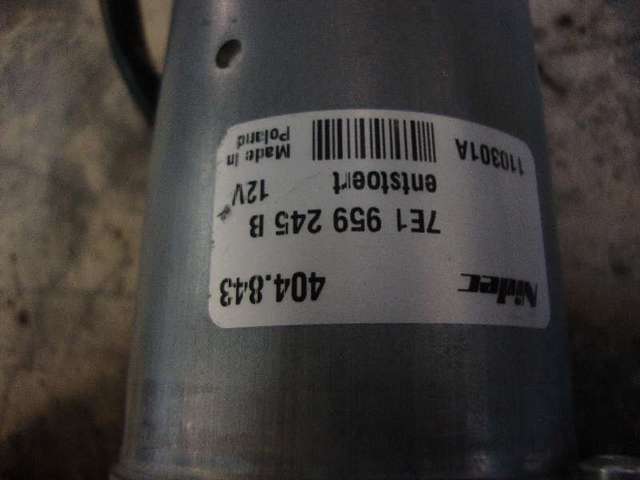 Nidec 404.843
7E1 959 245 B
entstoert 12V
110301A Made in
Poland